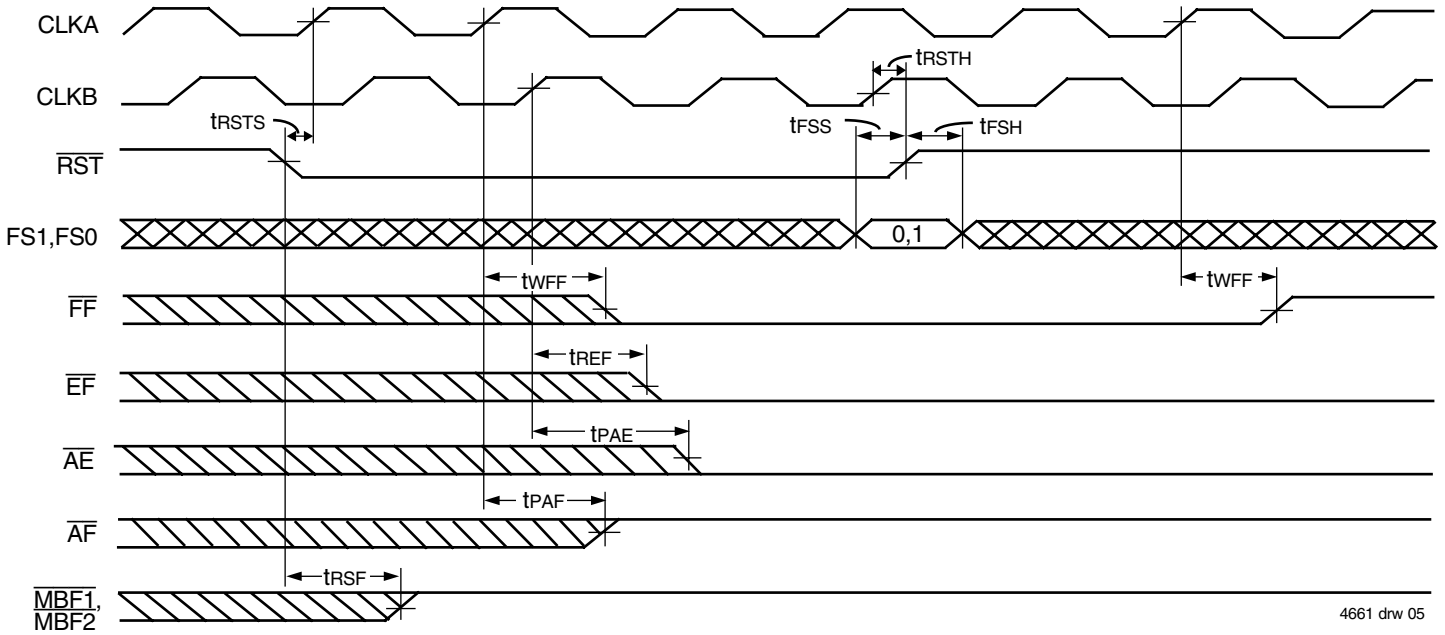 CLKA
tRSTH
CLKB
tRSTS
tFSS
tFSH
RST
FS1,FS0
0,1
tWFF
tWFF
FF
tREF
EF
tPAE
AE
tPAF
AF
tRSF
MBF1,
MBF2
4661 drw 05